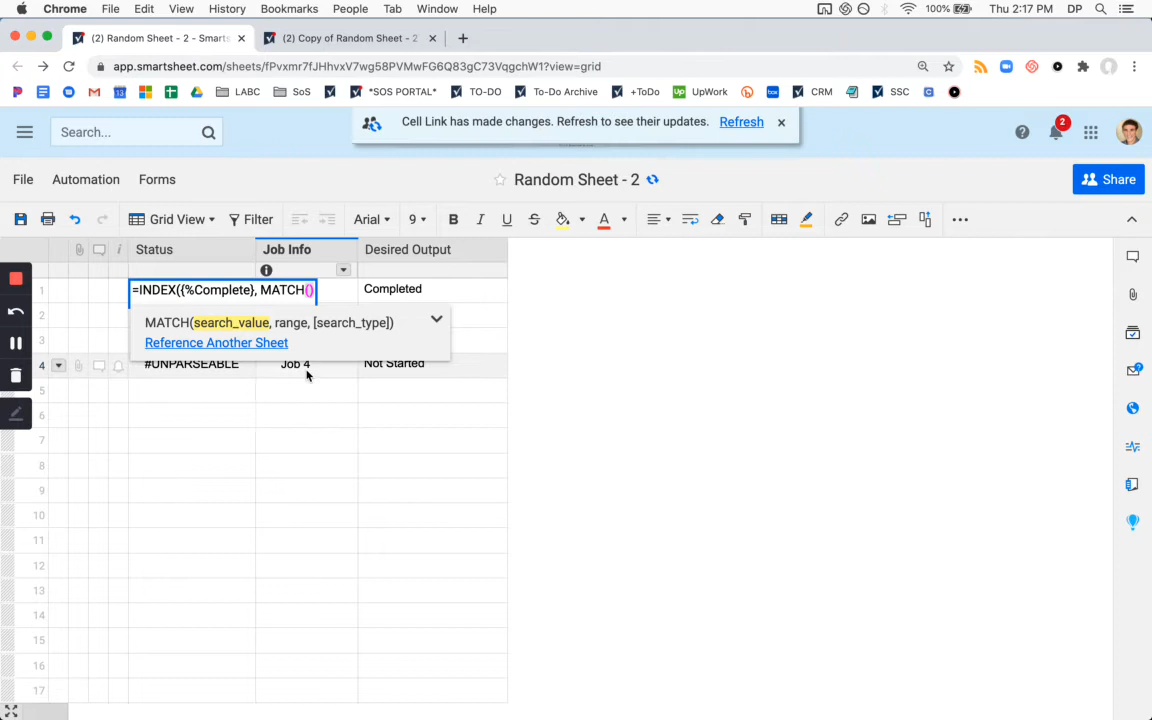 Chrome File Edit View History Bookmarks People Tab Window Help 100% Thu 2:17 PM DP
(2) Random Sheet - 2 - Smarts (2) Copy of Random Sheet - 2
app.smartsheet.com/sheets/fPvxmr7fJHhvxV7wg58PVMwFG6Q83gC73VqgchW1?view=grid
LABC SoS *SOS PORTAL* TO-DO To-Do Archive +ToDo UpWork CRM SSC
Search... Cell Link has made changes. Refresh to see their updates. Refresh 2
File Automation Forms Random Sheet - 2 Share
Grid View Filter Arial 9 B I U S A
Status Job Info Desired Output
1 =INDEX({%Complete}, MATCH() Completed
2
MATCH(search_value, range, [search_type])
3
Reference Another Sheet
4 #UNPARSEABLE Job 4 Not Started
5
6
7
8
9
10
11
12
13
14
15
16
17